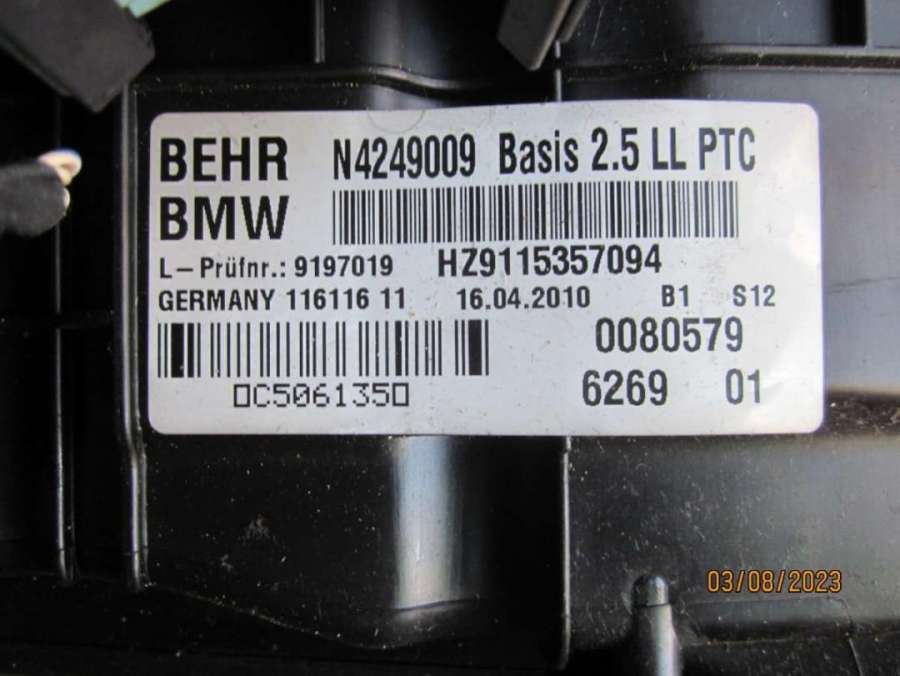 BEHR N4249009 Basis 2.5 LL PTC
BMW
L-Prüfnr.: 9197019 HZ9115357094
GERMANY 116116 11 16.04.2010 B1 S12
0080579
▯C506135▯ 6269 01
03/08/2023